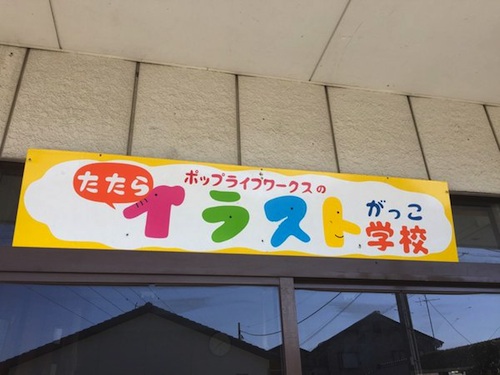 たたら
ポップライブワークスの
イラスト
がっこ
学校